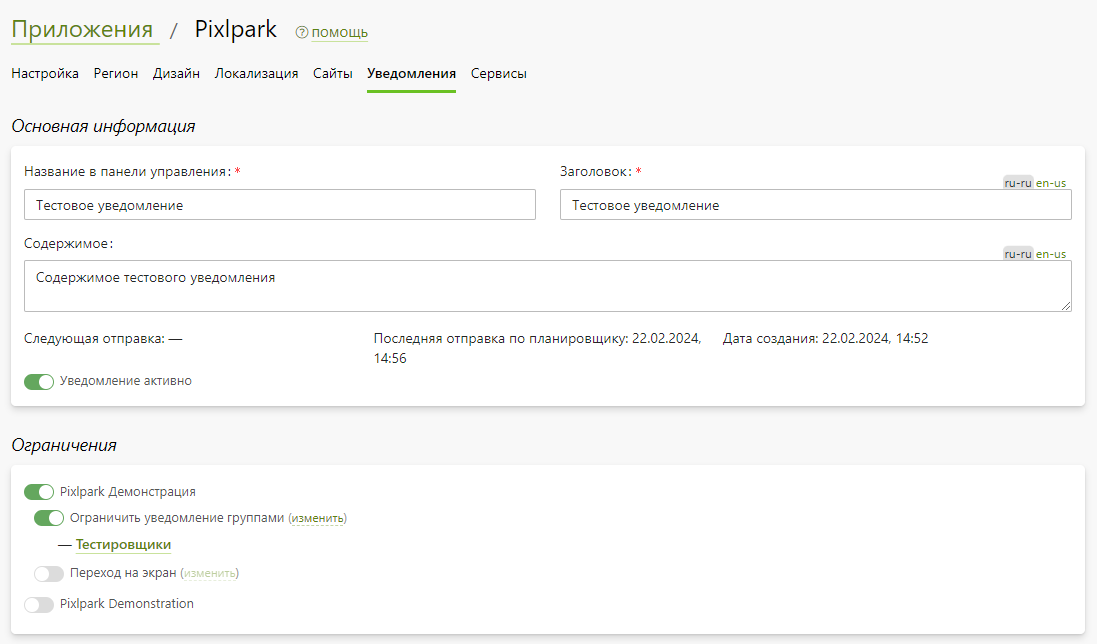 Приложения / Pixlpark ? помощь
Настройка Регион Дизайн Локализация Сайты Уведомления Сервисы
Основная информация
Название в панели управления: * Заголовок: *
ru-ru en-us
Тестовое уведомление Тестовое уведомление
Содержимое:
ru-ru en-us
Содержимое тестового уведомления
Следующая отправка: — Последняя отправка по планировщику: 22.02.2024, Дата создания: 22.02.2024, 14:52
14:56
Уведомление активно
Ограничения
Pixlpark Демонстрация
Ограничить уведомление группами (изменить)
— Тестировщики
Переход на экран (изменить)
Pixlpark Demonstration